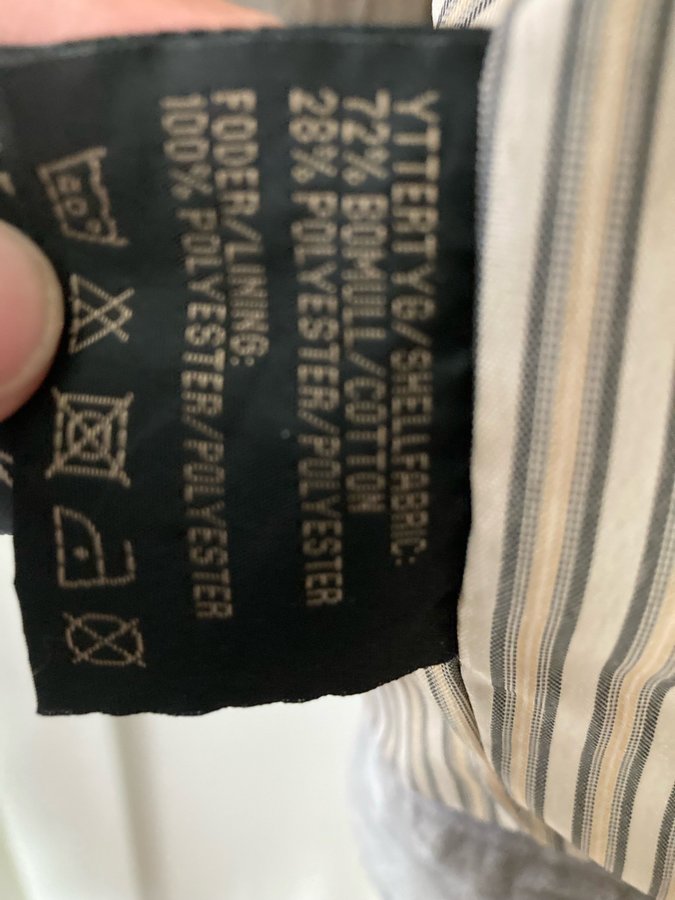 YTTERTYG/SHELLFABRIC:
72% BOMULL/COTTON
28% POLYESTER/POLYESTER
FODER/LINING:
100% POLYESTER/POLYESTER